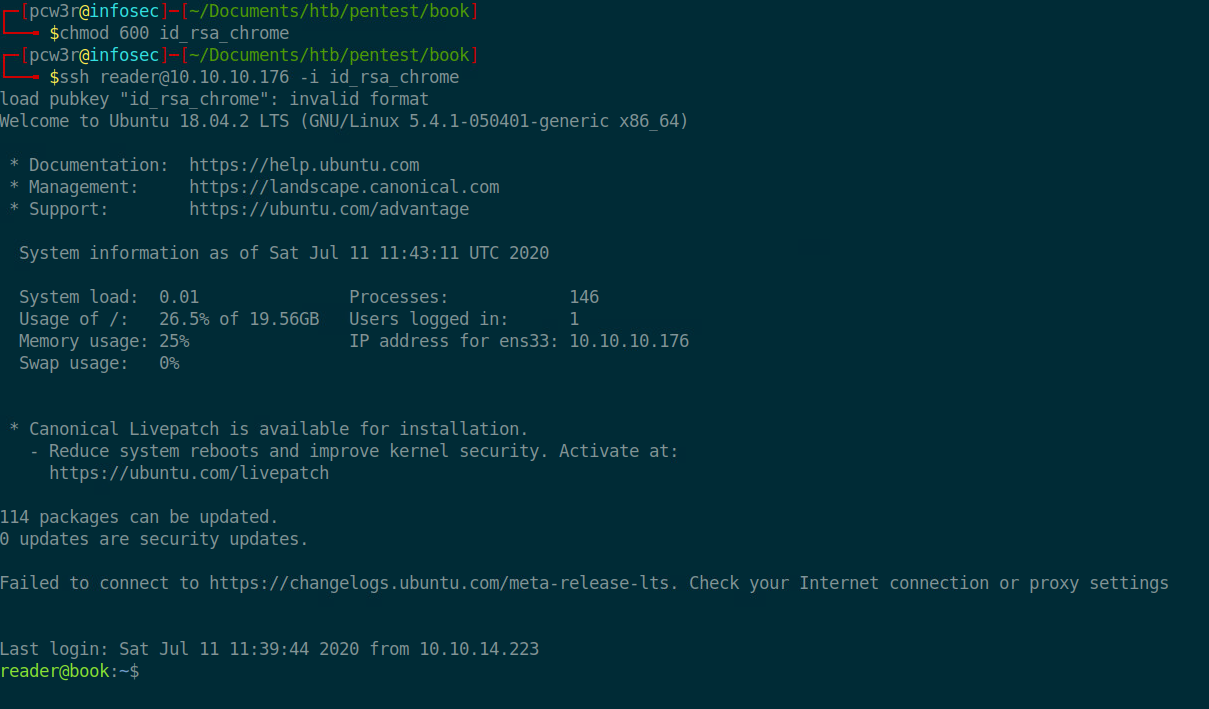 [pcw3r@infosec]─[~/Documents/htb/pentest/book]
$chmod 600 id_rsa_chrome
[pcw3r@infosec]─[~/Documents/htb/pentest/book]
$ssh reader@10.10.10.176 -i id_rsa_chrome
load pubkey "id_rsa_chrome": invalid format
Welcome to Ubuntu 18.04.2 LTS (GNU/Linux 5.4.1-050401-generic x86_64)
* Documentation:  https://help.ubuntu.com
* Management:     https://landscape.canonical.com
* Support:        https://ubuntu.com/advantage
System information as of Sat Jul 11 11:43:11 UTC 2020
System load:  0.01               Processes:            146
Usage of /:   26.5% of 19.56GB   Users logged in:      1
Memory usage: 25%                IP address for ens33: 10.10.10.176
Swap usage:   0%
* Canonical Livepatch is available for installation.
- Reduce system reboots and improve kernel security. Activate at:
https://ubuntu.com/livepatch
114 packages can be updated.
0 updates are security updates.
Failed to connect to https://changelogs.ubuntu.com/meta-release-lts. Check your Internet connection or proxy settings
Last login: Sat Jul 11 11:39:44 2020 from 10.10.14.223
reader@book:~$